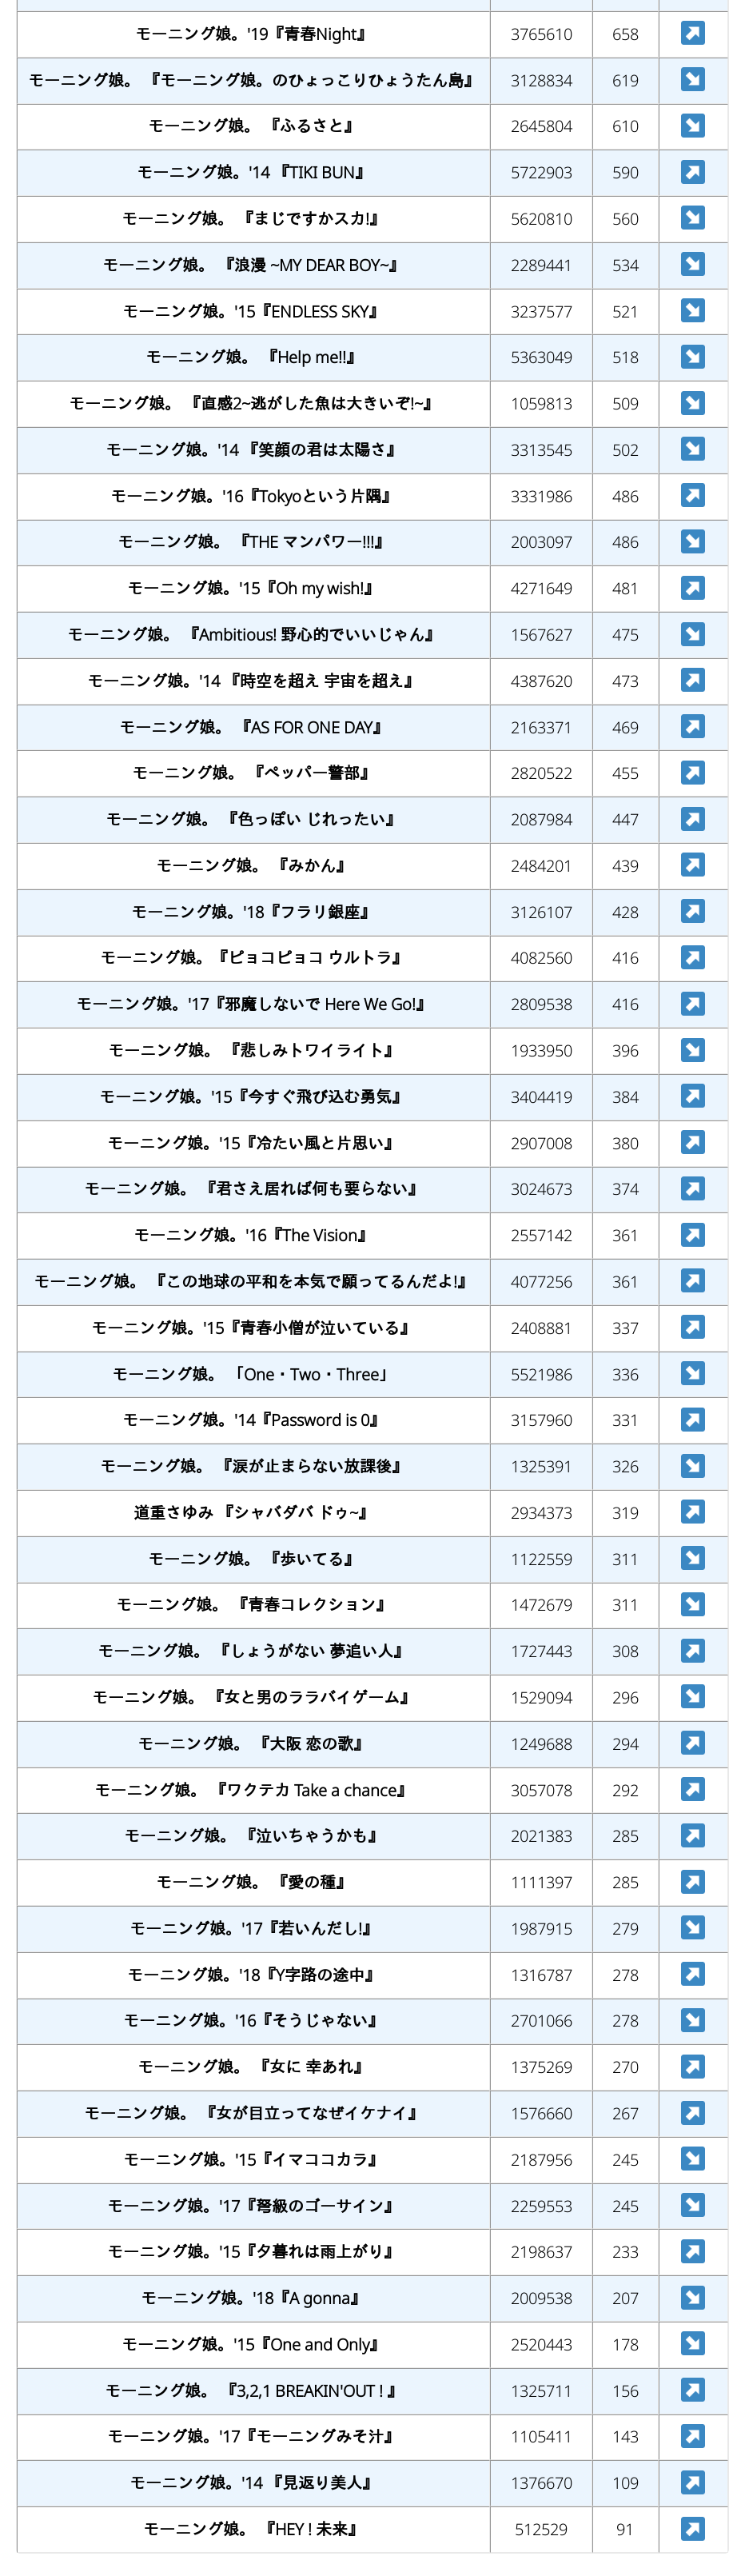 モーニング娘。'19『青春Night』 3765610 658
モーニング娘。 『モーニング娘。のひょっこりひょうたん島』 3128834 619
モーニング娘。 『ふるさと』 2645804 610
モーニング娘。'14 『TIKI BUN』 5722903 590
モーニング娘。 『まじですかスカ!』 5620810 560
モーニング娘。 『浪漫 ~MY DEAR BOY~』 2289441 534
モーニング娘。'15『ENDLESS SKY』 3237577 521
モーニング娘。 『Help me!!』 5363049 518
モーニング娘。 『直感2~逃がした魚は大きいぞ!~』 1059813 509
モーニング娘。'14 『笑顔の君は太陽さ』 3313545 502
モーニング娘。'16『Tokyoという片隅』 3331986 486
モーニング娘。 『THE マンパワー!!!』 2003097 486
モーニング娘。'15『Oh my wish!』 4271649 481
モーニング娘。 『Ambitious! 野心的でいいじゃん』 1567627 475
モーニング娘。'14 『時空を超え 宇宙を超え』 4387620 473
モーニング娘。 『AS FOR ONE DAY』 2163371 469
モーニング娘。 『ペッパー警部』 2820522 455
モーニング娘。 『色っぽい じれったい』 2087984 447
モーニング娘。 『みかん』 2484201 439
モーニング娘。'18『フラリ銀座』 3126107 428
モーニング娘。『ピョコピョコ ウルトラ』 4082560 416
モーニング娘。'17『邪魔しないで Here We Go!』 2809538 416
モーニング娘。 『悲しみトワイライト』 1933950 396
モーニング娘。'15『今すぐ飛び込む勇気』 3404419 384
モーニング娘。'15『冷たい風と片思い』 2907008 380
モーニング娘。 『君さえ居れば何も要らない』 3024673 374
モーニング娘。'16『The Vision』 2557142 361
モーニング娘。 『この地球の平和を本気で願ってるんだよ!』 4077256 361
モーニング娘。'15『青春小僧が泣いている』 2408881 337
モーニング娘。 「One・Two・Three」 5521986 336
モーニング娘。'14『Password is 0』 3157960 331
モーニング娘。 『涙が止まらない放課後』 1325391 326
道重さゆみ 『シャバダバ ドゥ~』 2934373 319
モーニング娘。 『歩いてる』 1122559 311
モーニング娘。 『青春コレクション』 1472679 311
モーニング娘。 『しょうがない 夢追い人』 1727443 308
モーニング娘。 『女と男のララバイゲーム』 1529094 296
モーニング娘。 『大阪 恋の歌』 1249688 294
モーニング娘。 『ワクテカ Take a chance』 3057078 292
モーニング娘。 『泣いちゃうかも』 2021383 285
モーニング娘。 『愛の種』 1111397 285
モーニング娘。'17『若いんだし!』 1987915 279
モーニング娘。'18『Y字路の途中』 1316787 278
モーニング娘。'16『そうじゃない』 2701066 278
モーニング娘。 『女に 幸あれ』 1375269 270
モーニング娘。 『女が目立ってなぜイケナイ』 1576660 267
モーニング娘。'15『イマココカラ』 2187956 245
モーニング娘。'17『弩級のゴーサイン』 2259553 245
モーニング娘。'15『夕暮れは雨上がり』 2198637 233
モーニング娘。'18『A gonna』 2009538 207
モーニング娘。'15『One and Only』 2520443 178
モーニング娘。 『3,2,1 BREAKIN'OUT ! 』 1325711 156
モーニング娘。'17『モーニングみそ汁』 1105411 143
モーニング娘。'14 『見返り美人』 1376670 109
モーニング娘。 『HEY ! 未来』 512529 91